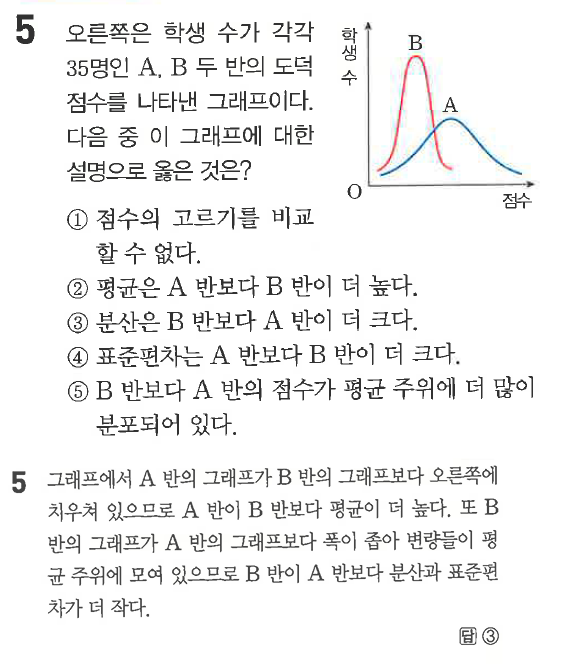 5
오른쪽은 학생 수가 각각
35명인 A, B 두 반의 도덕
점수를 나타낸 그래프이다.
다음 중 이 그래프에 대한
설명으로 옳은 것은?
학생 수
B
A
O
점수
① 점수의 고르기를 비교
할 수 없다.
② 평균은 A 반보다 B 반이 더 높다.
③ 분산은 B 반보다 A 반이 더 크다.
④ 표준편차는 A 반보다 B 반이 더 크다.
⑤ B 반보다 A 반의 점수가 평균 주위에 더 많이
분포되어 있다.
5
그래프에서 A 반의 그래프가 B 반의 그래프보다 오른쪽에
치우쳐 있으므로 A 반이 B 반보다 평균이 더 높다. 또 B
반의 그래프가 A 반의 그래프보다 폭이 좁아 변량들이 평
균 주위에 모여 있으므로 B 반이 A 반보다 분산과 표준편
차가 더 작다.
답 ③